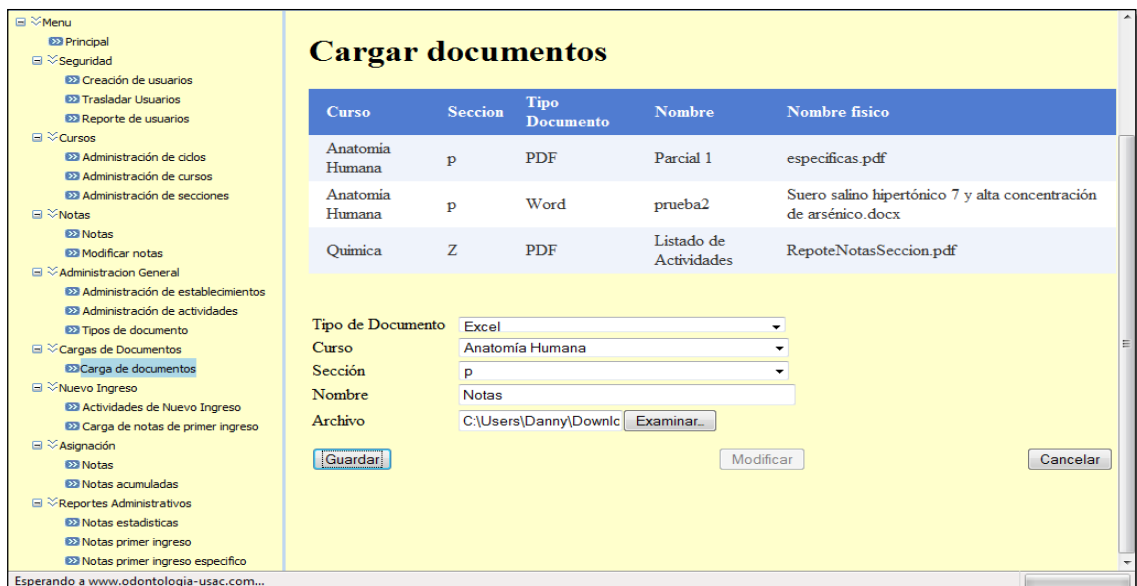 Menu
Principal
Seguridad
Creación de usuarios
Trasladar Usuarios
Reporte de usuarios
Cursos
Administración de ciclos
Administración de cursos
Administración de secciones
Notas
Notas
Modificar notas
Administracion General
Administración de establecimientos
Administración de actividades
Tipos de documento
Cargas de Documentos
Carga de documentos
Nuevo Ingreso
Actividades de Nuevo Ingreso
Carga de notas de primer ingreso
Asignación
Notas
Notas acumuladas
Reportes Administrativos
Notas estadisticas
Notas primer ingreso
Notas primer ingreso especifico
Cargar documentos
Curso Seccion Tipo Documento Nombre Nombre fisico
Anatomía Humana p PDF Parcial 1 especificas.pdf
Anatomía Humana p Word prueba2 Suero salino hipertónico 7 y alta concentración de arsénico.docx
Quimica Z PDF Listado de Actividades RepoteNotasSeccion.pdf
Tipo de Documento Excel
Curso Anatomía Humana
Sección p
Nombre Notas
Archivo C:\Users\Danny\Downlc Examinar...
Guardar Modificar Cancelar
Esperando a www.odontologia-usac.com...